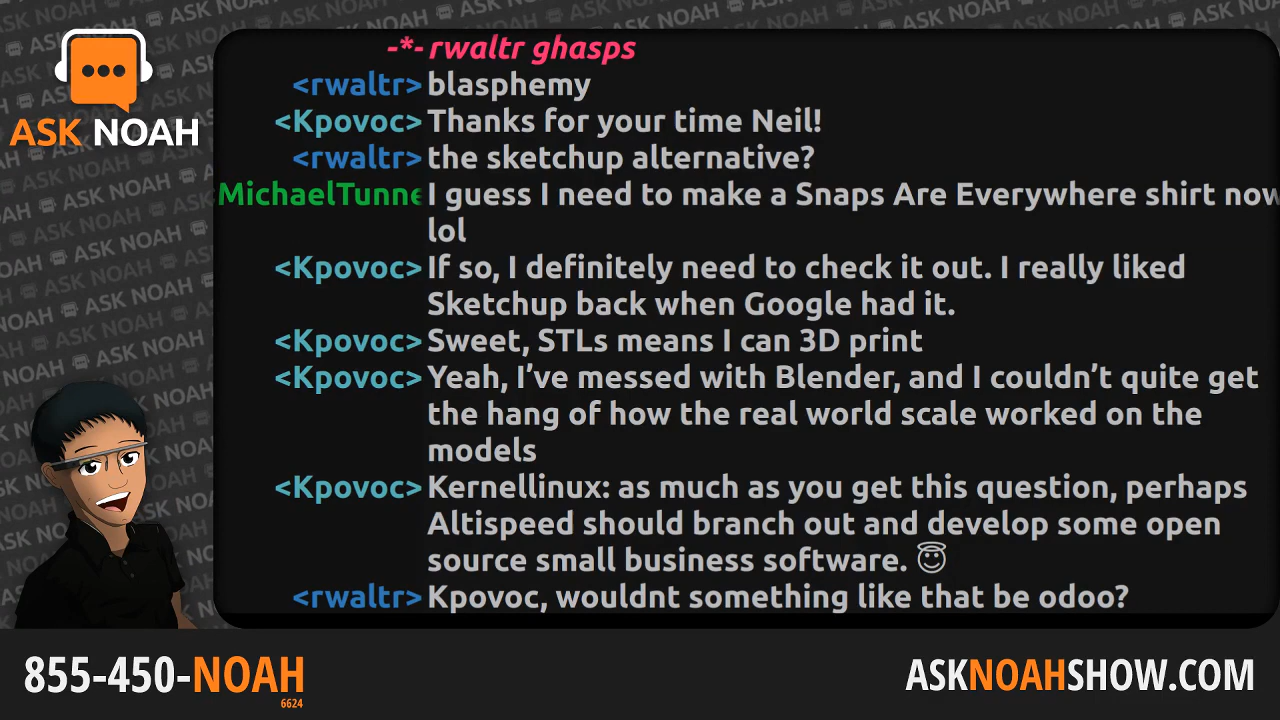 ASK NOAH
-*- rwaltr ghasps
<rwaltr> blasphemy
<Kpovoc> Thanks for your time Neil!
<rwaltr> the sketchup alternative?
MichaelTunne I guess I need to make a Snaps Are Everywhere shirt now
lol
<Kpovoc> If so, I definitely need to check it out. I really liked
Sketchup back when Google had it.
<Kpovoc> Sweet, STLs means I can 3D print
<Kpovoc> Yeah, I’ve messed with Blender, and I couldn’t quite get
the hang of how the real world scale worked on the
models
<Kpovoc> Kernellinux: as much as you get this question, perhaps
Altispeed should branch out and develop some open
source small business software. 😇
<rwaltr> Kpovoc, wouldnt something like that be odoo?
855-450-NOAH
6624
ASKNOAHSHOW.COM